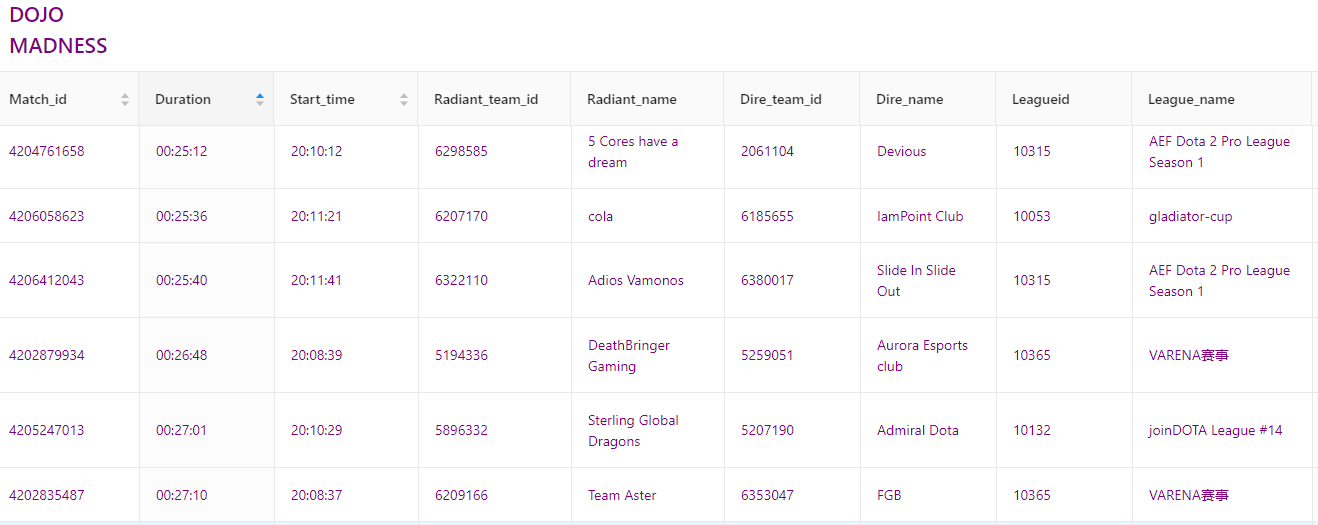 DOJO
MADNESS
Match_id Duration Start_time Radiant_team_id Radiant_name Dire_team_id Dire_name Leagueid League_name
4204761658 00:25:12 20:10:12 6298585 5 Cores have a dream 2061104 Devious 10315 AEF Dota 2 Pro League Season 1
4206058623 00:25:36 20:11:21 6207170 cola 6185655 IamPoint Club 10053 gladiator-cup
4206412043 00:25:40 20:11:41 6322110 Adios Vamonos 6380017 Slide In Slide Out 10315 AEF Dota 2 Pro League Season 1
4202879934 00:26:48 20:08:39 5194336 DeathBringer Gaming 5259051 Aurora Esports club 10365 VARENA赛事
4205247013 00:27:01 20:10:29 5896332 Sterling Global Dragons 5207190 Admiral Dota 10132 joinDOTA League #14
4202835487 00:27:10 20:08:37 6209166 Team Aster 6353047 FGB 10365 VARENA赛事